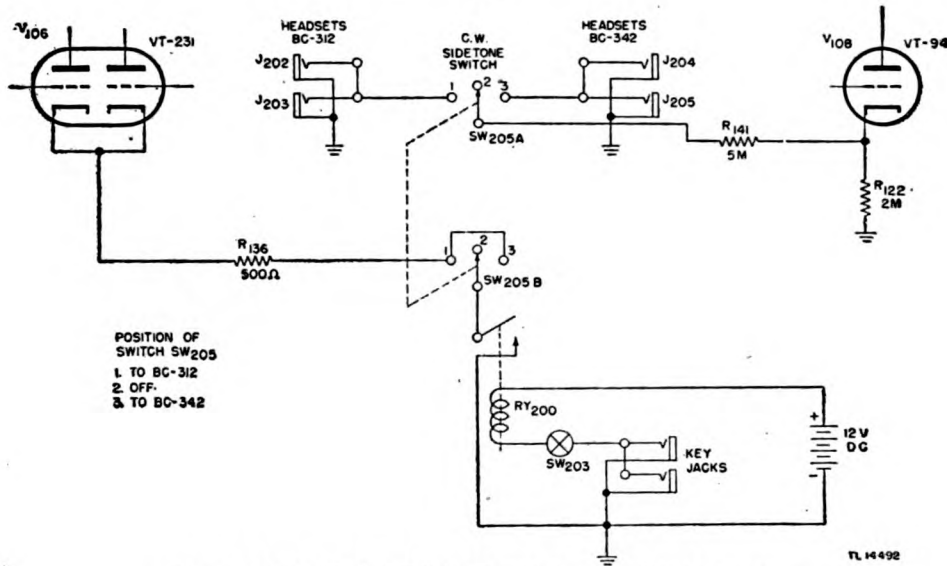 V106
VT-231
HEADSETS
BC-312
J202
J203
C.W.
SIDETONE
SWITCH
1
2
3
SW205A
HEADSETS
BC-342
J204
J205
V108
VT-94
R141
5M
R122
2M
R136
500Ω
1
2
3
SW205B
POSITION OF
SWITCH SW205
1. TO BC-312
2. OFF.
3. TO BC-342
RY200
SW203
KEY
JACKS
+
12 V
DC
-
TL 14492